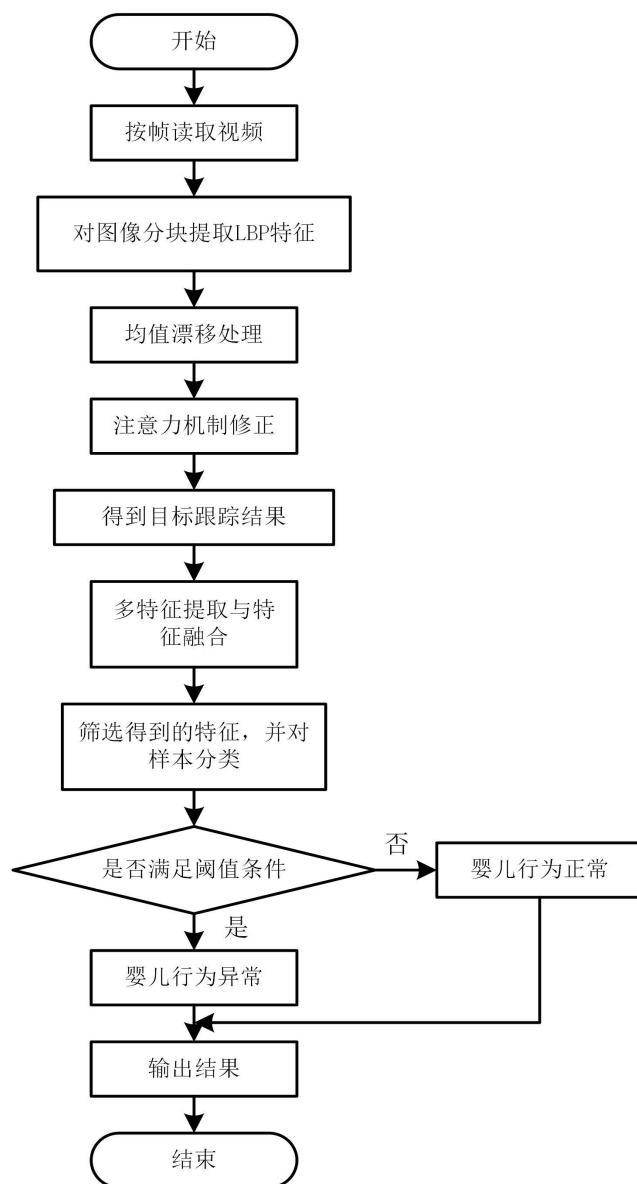 开始
按帧读取视频
对图像分块提取LBP特征
均值漂移处理
注意力机制修正
得到目标跟踪结果
多特征提取与特
征融合
筛选得到的特征，并对
样本分类
是否满足阈值条件
否
婴儿行为正常
是
婴儿行为异常
输出结果
结束